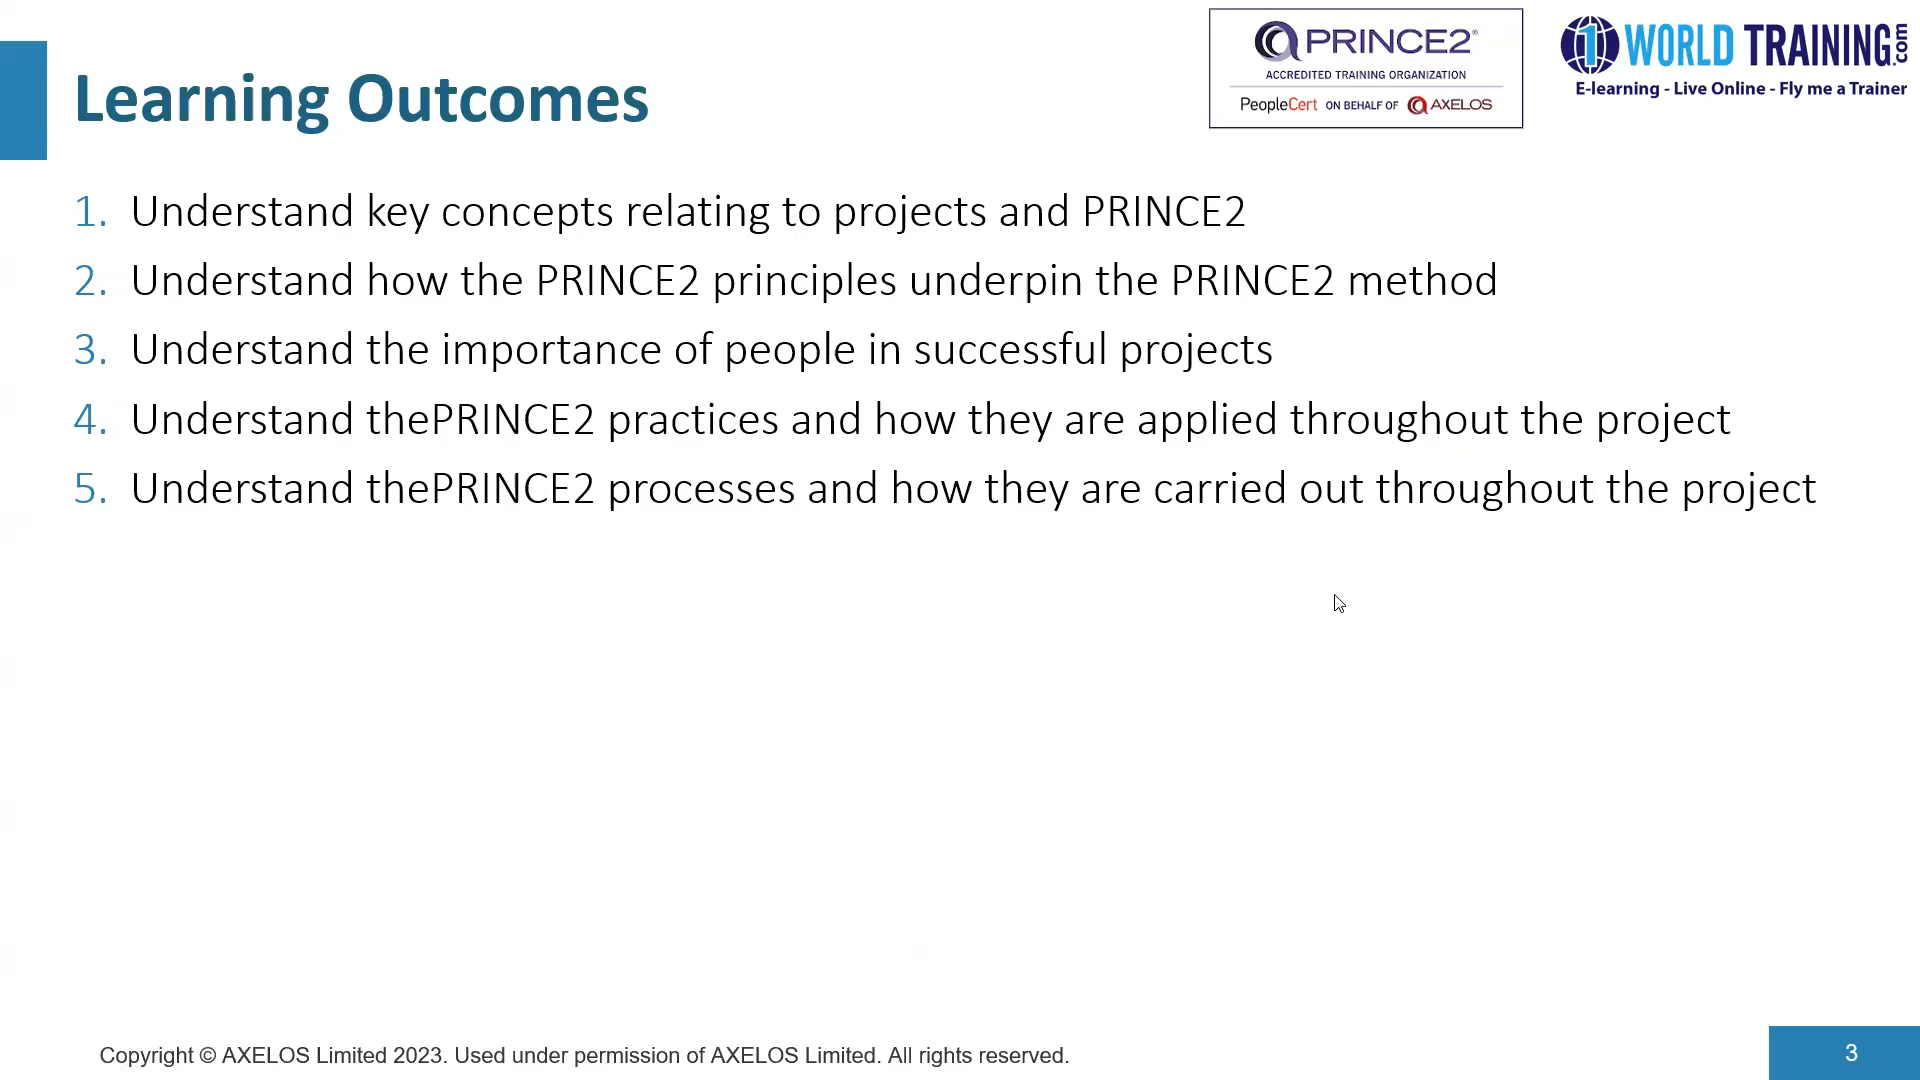 PRINCE2®
ACCREDITED TRAINING ORGANIZATION
PeopleCert ON BEHALF OF AXELOS
1 WORLD TRAINING.com
E-learning - Live Online - Fly me a Trainer
Learning Outcomes
1. Understand key concepts relating to projects and PRINCE2
2. Understand how the PRINCE2 principles underpin the PRINCE2 method
3. Understand the importance of people in successful projects
4. Understand thePRINCE2 practices and how they are applied throughout the project
5. Understand thePRINCE2 processes and how they are carried out throughout the project
Copyright © AXELOS Limited 2023. Used under permission of AXELOS Limited. All rights reserved.
3